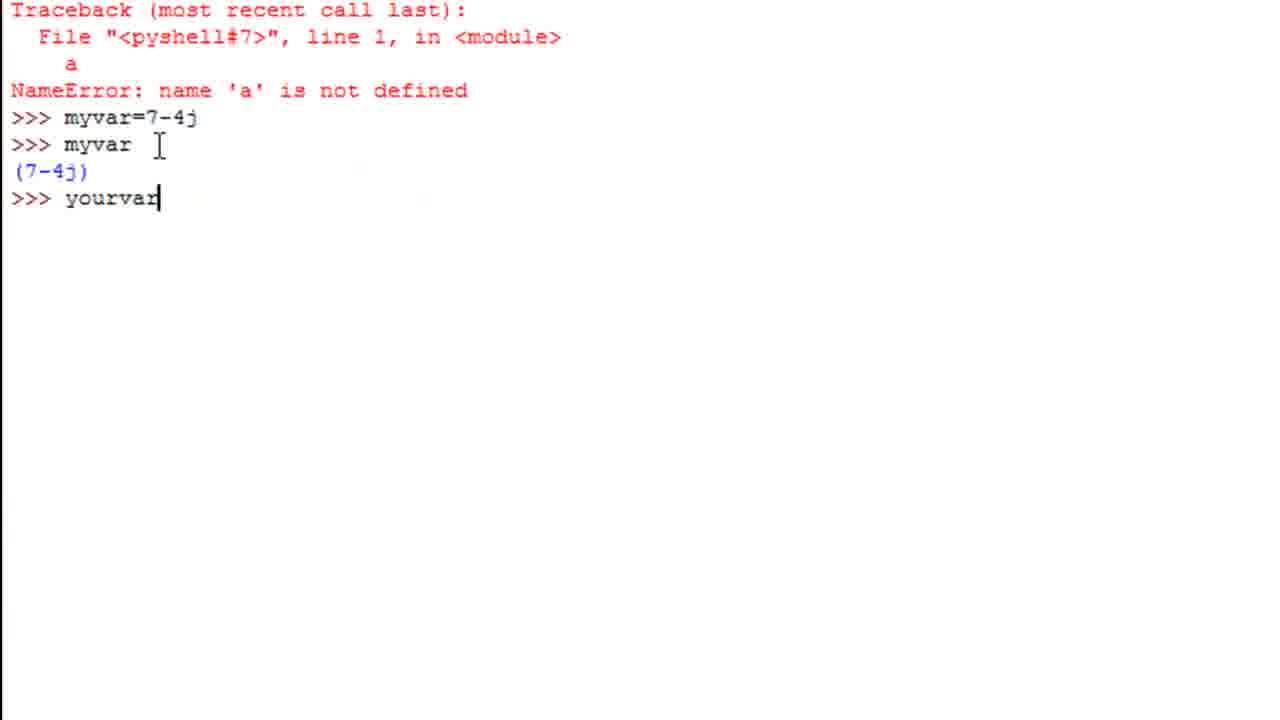 Traceback (most recent call last):
  File "<pyshell#7>", line 1, in <module>
    a
NameError: name 'a' is not defined
>>> myvar=7-4j
>>> myvar
(7-4j)
>>> yourvar